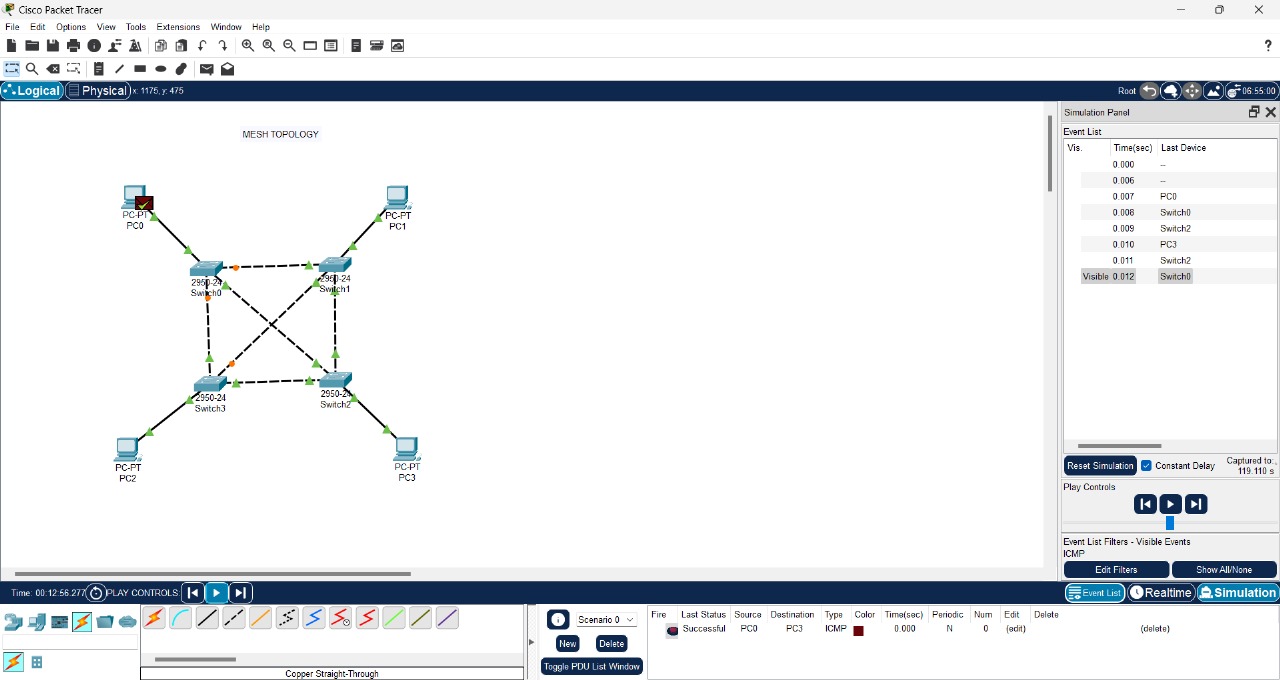 Cisco Packet Tracer
File Edit Options View Tools Extensions Window Help
?
Logical Physical x: 1175, y: 475
Root 06:55:00
MESH TOPOLOGY
PC-PT
PC0
PC-PT
PC1
2950-24
Switch0
2950-24
Switch1
2950-24
Switch3
2950-24
Switch2
PC-PT
PC2
PC-PT
PC3
Simulation Panel
Event List
Vis. Time(sec) Last Device
0.000 --
0.006 --
0.007 PC0
0.008 Switch0
0.009 Switch2
0.010 PC3
0.011 Switch2
Visible 0.012 Switch0
Reset Simulation Constant Delay Captured to:
119.110 s
Play Controls
Event List Filters - Visible Events
ICMP
Edit Filters Show All/None
Time: 00:12:56.277 PLAY CONTROLS:
Event List Realtime Simulation
Copper Straight-Through
Scenario 0
New Delete
Toggle PDU List Window
Fire Last Status Source Destination Type Color Time(sec) Periodic Num Edit Delete
Successful PC0 PC3 ICMP 0.000 N 0 (edit) (delete)